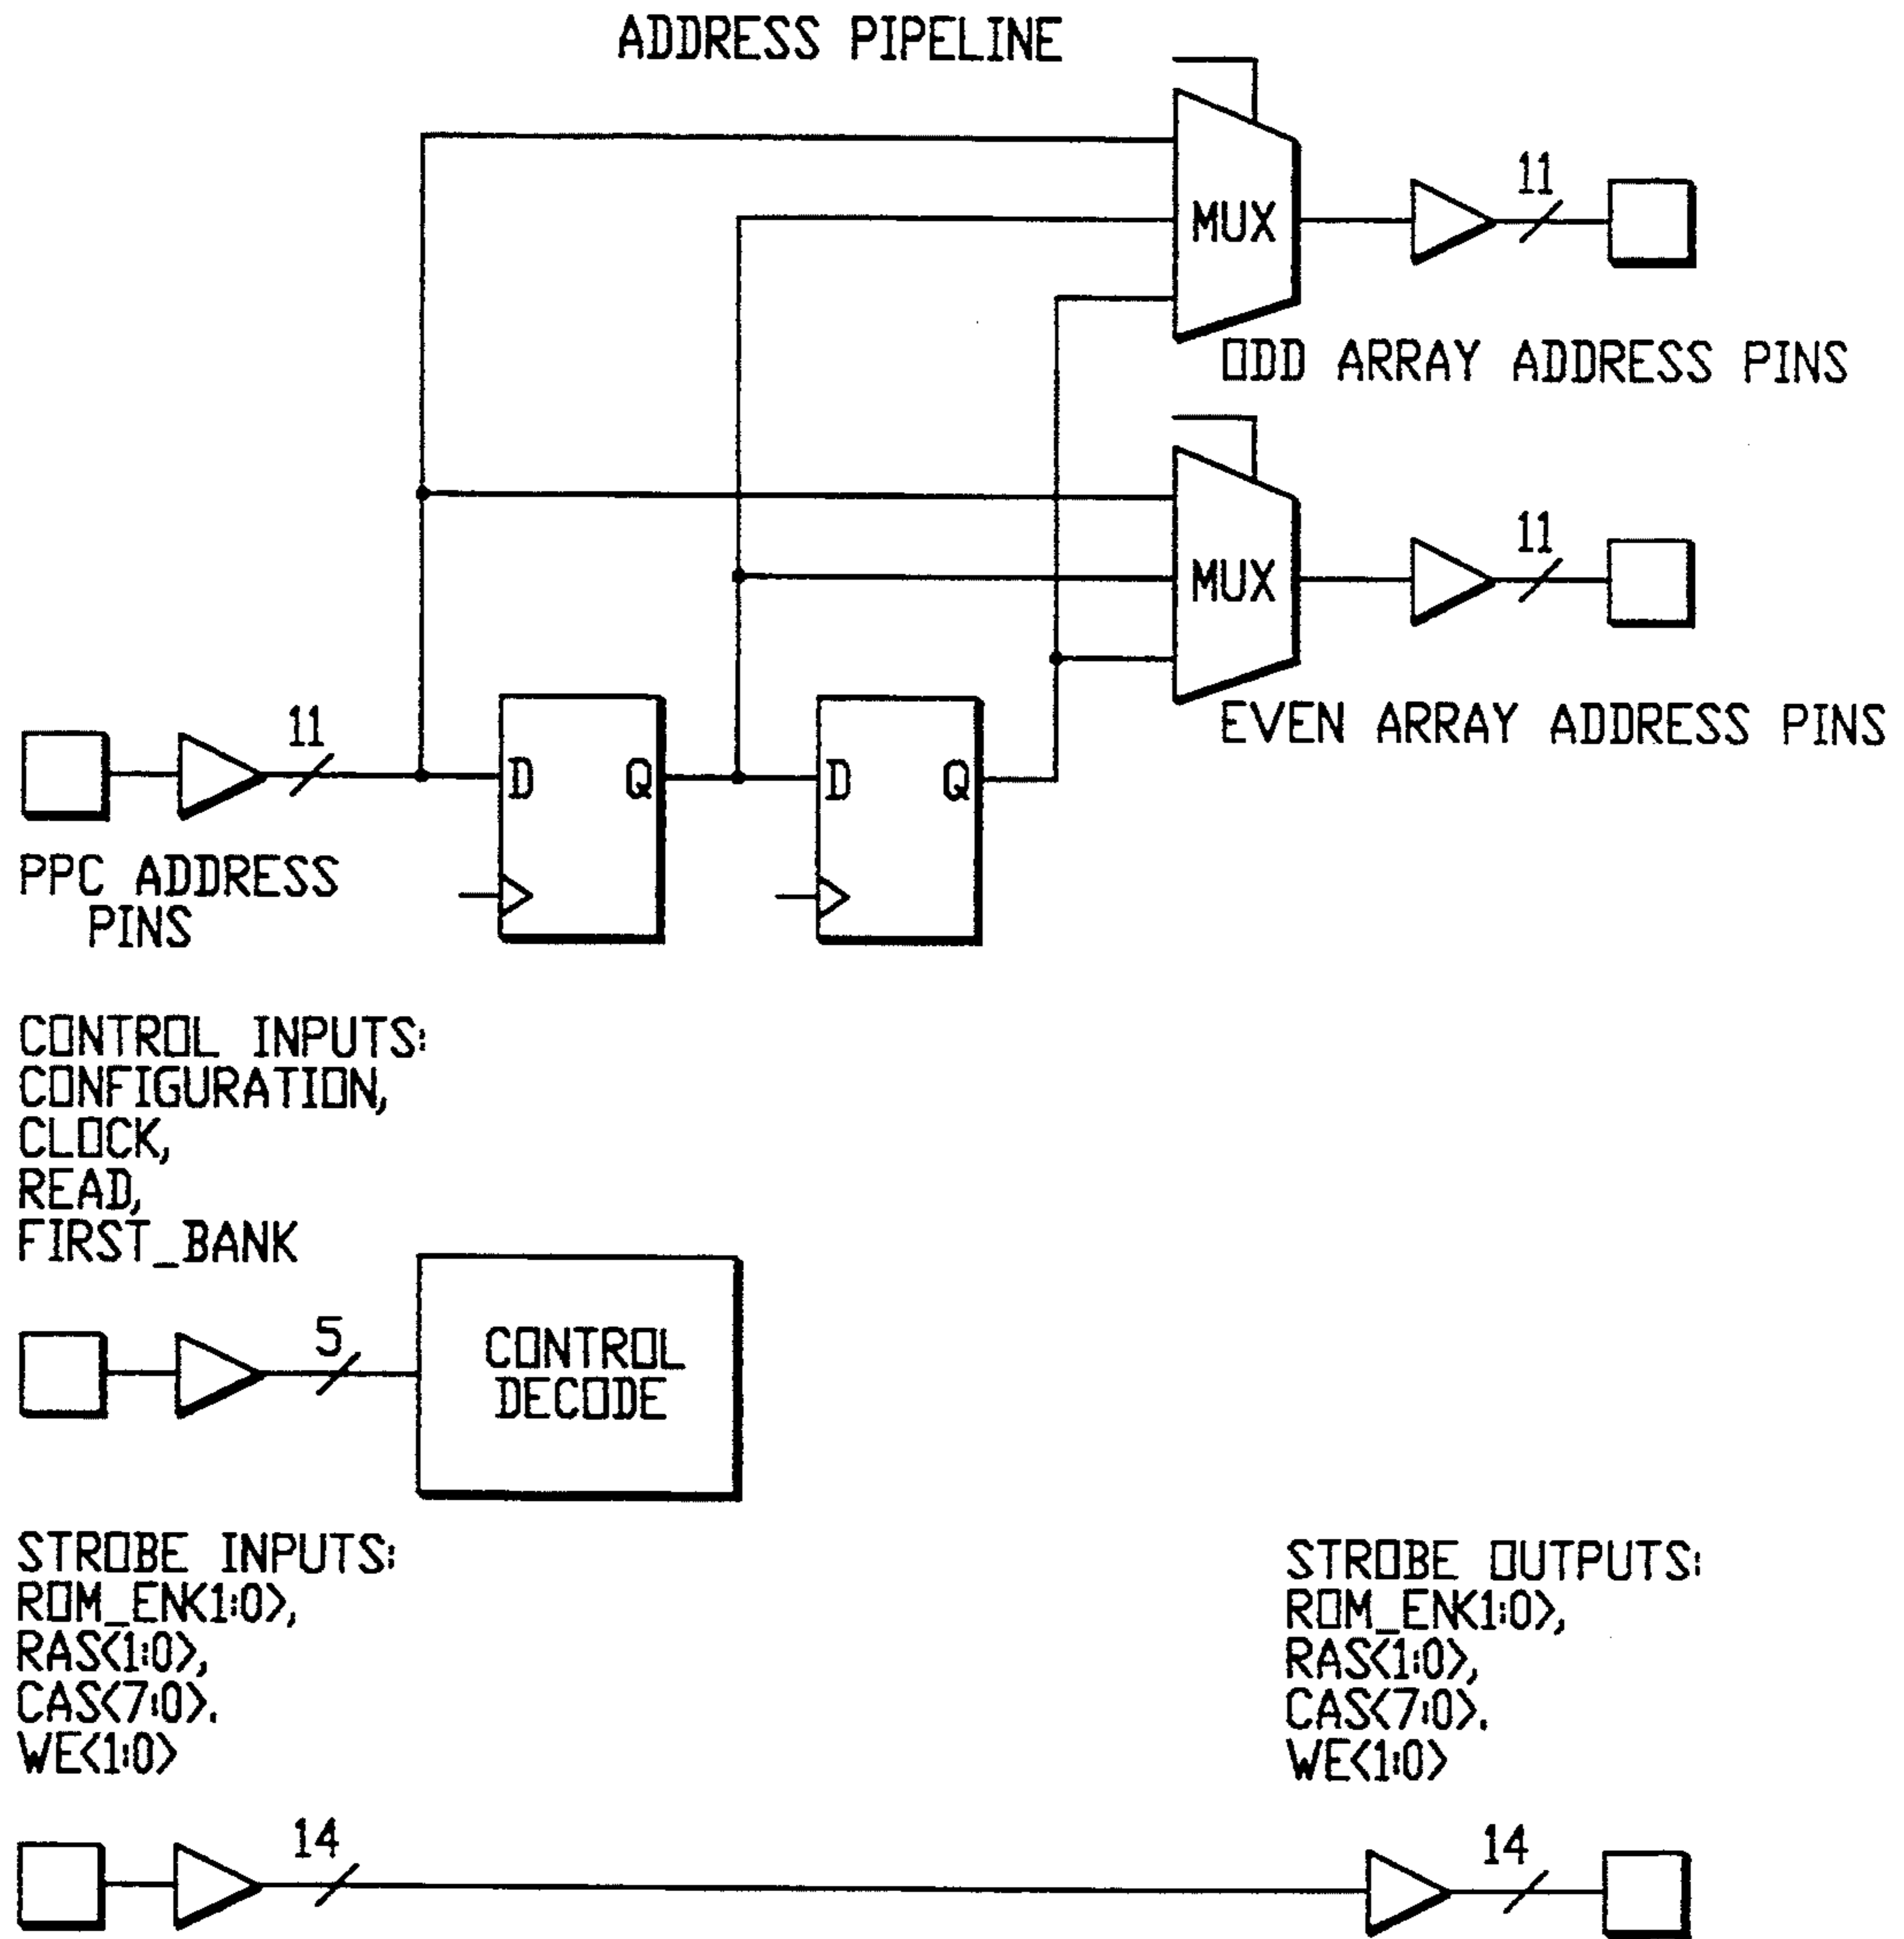 ADDRESS PIPELINE
MUX
11
ODD ARRAY ADDRESS PINS
MUX
11
EVEN ARRAY ADDRESS PINS
11
D Q
D Q
PPC ADDRESS
PINS
CONTROL INPUTS:
CONFIGURATION,
CLOCK,
READ,
FIRST_BANK
5
CONTROL
DECODE
STROBE INPUTS:
ROM_EN<1:0>,
RAS<1:0>,
CAS<7:0>.
WE<1:0>
STROBE OUTPUTS:
ROM_EN<1:0>,
RAS<1:0>,
CAS<7:0>.
WE<1:0>
14
14